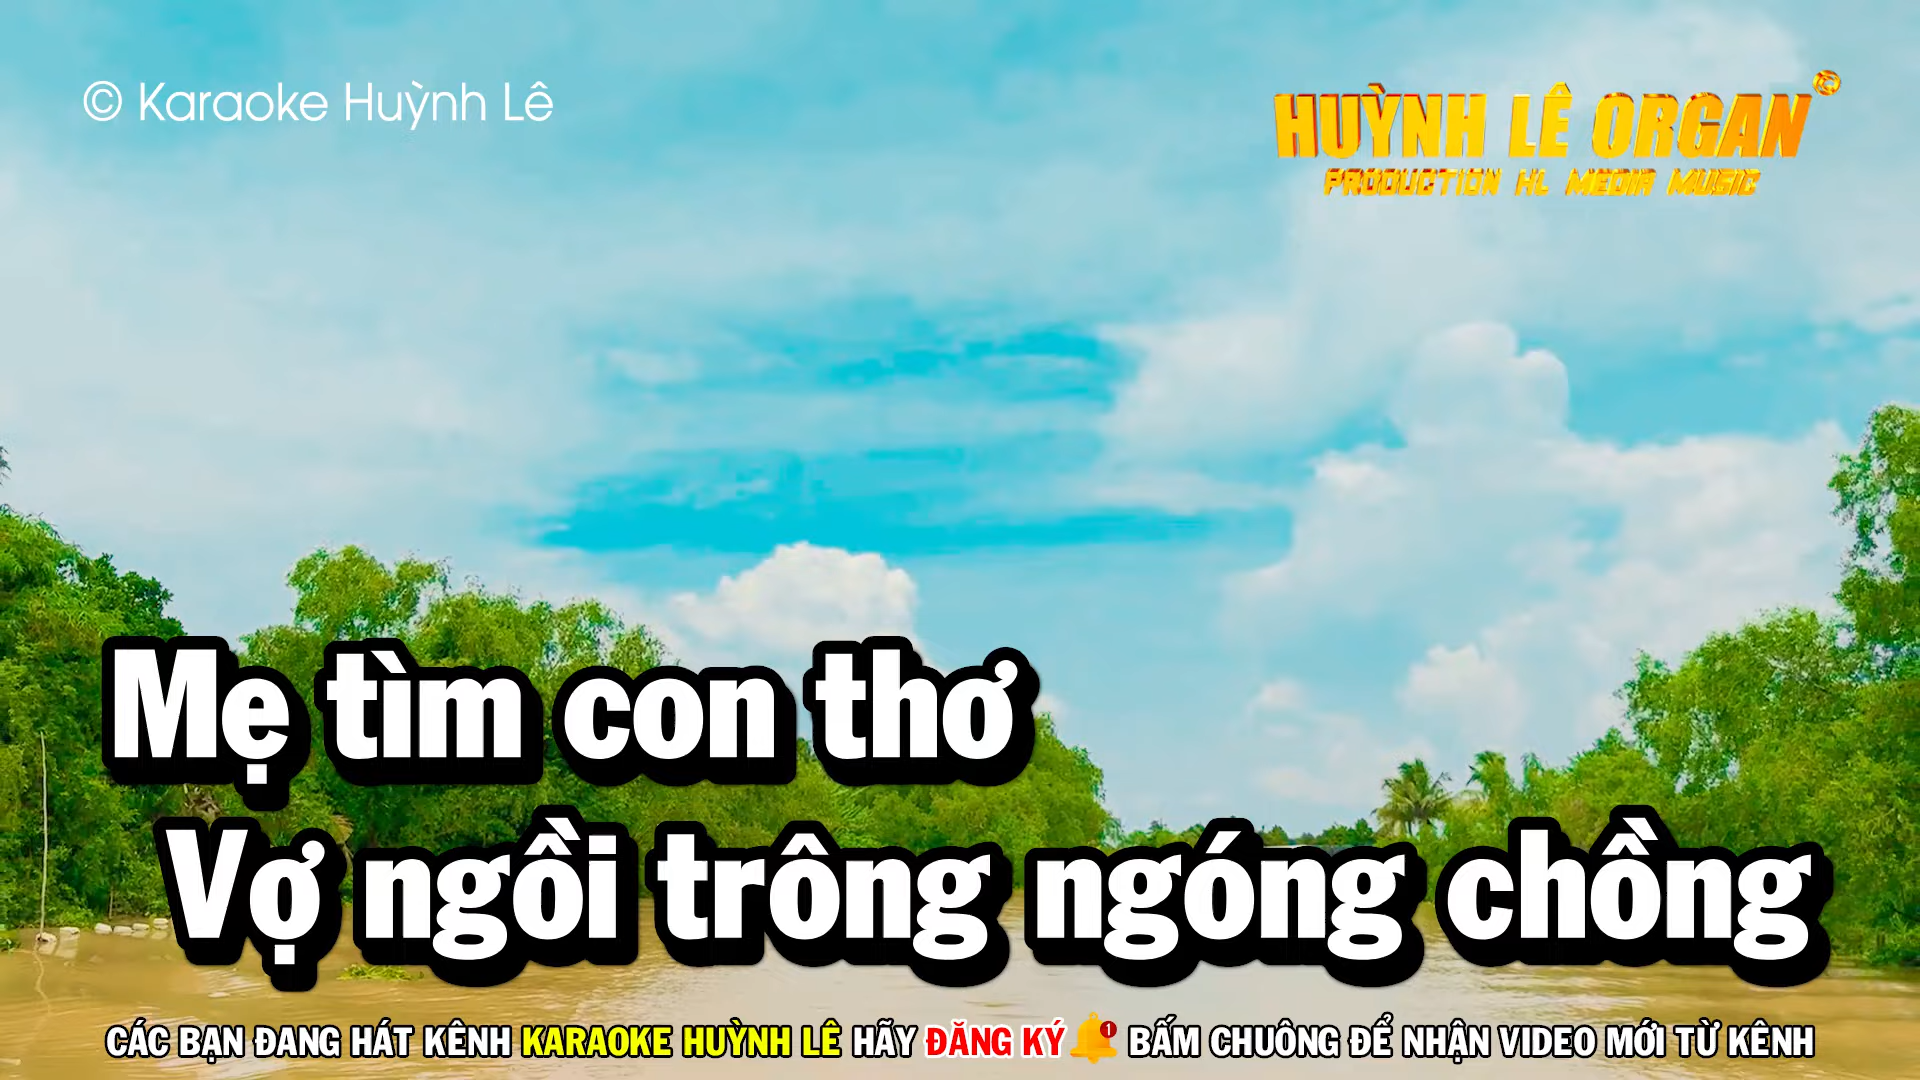 © Karaoke Huỳnh Lê
HUỲNH LÊ ORGAN ©
PRODUCTION HL MEDIA MUSIC
Mẹ tìm con thơ
Vợ ngồi trông ngóng chồng
CÁC BẠN ĐANG HÁT KÊNH KARAOKE HUỲNH LÊ HÃY ĐĂNG KÝ 1 BẤM CHUÔNG ĐỂ NHẬN VIDEO MỚI TỪ KÊNH